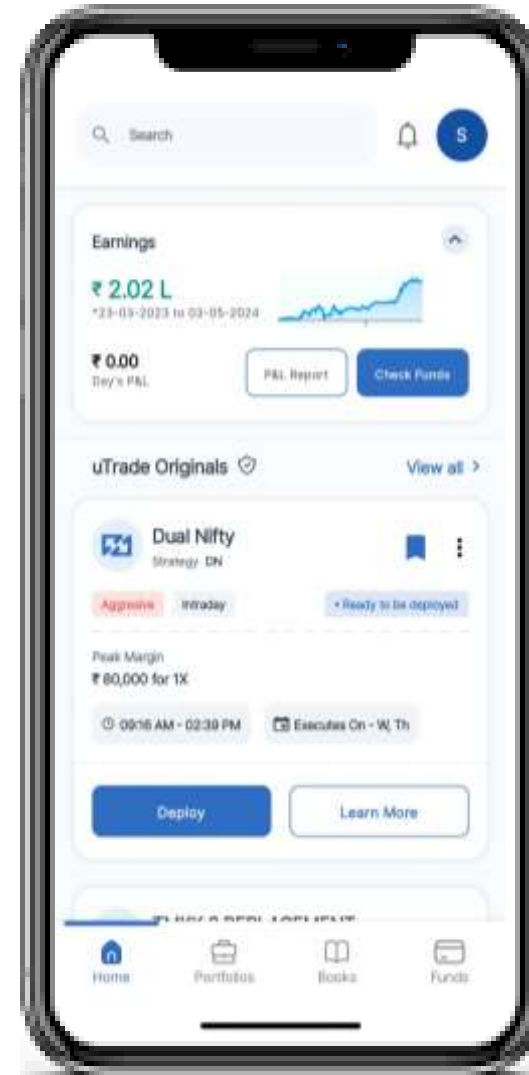 Search
S
Earnings
₹ 2.02 L
*23-03-2023 to 03-05-2024
₹ 0.00
Day's P&L
P&L Report
Check Funds
uTrade Originals
View all >
Dual Nifty
Strategy DN
Aggresive
Intraday
• Ready to be deployed
Peak Margin
₹ 80,000 for 1X
09:16 AM - 02:39 PM
Executes On - W, Th
Deploy
Learn More
Home
Portfolios
Books
Funds